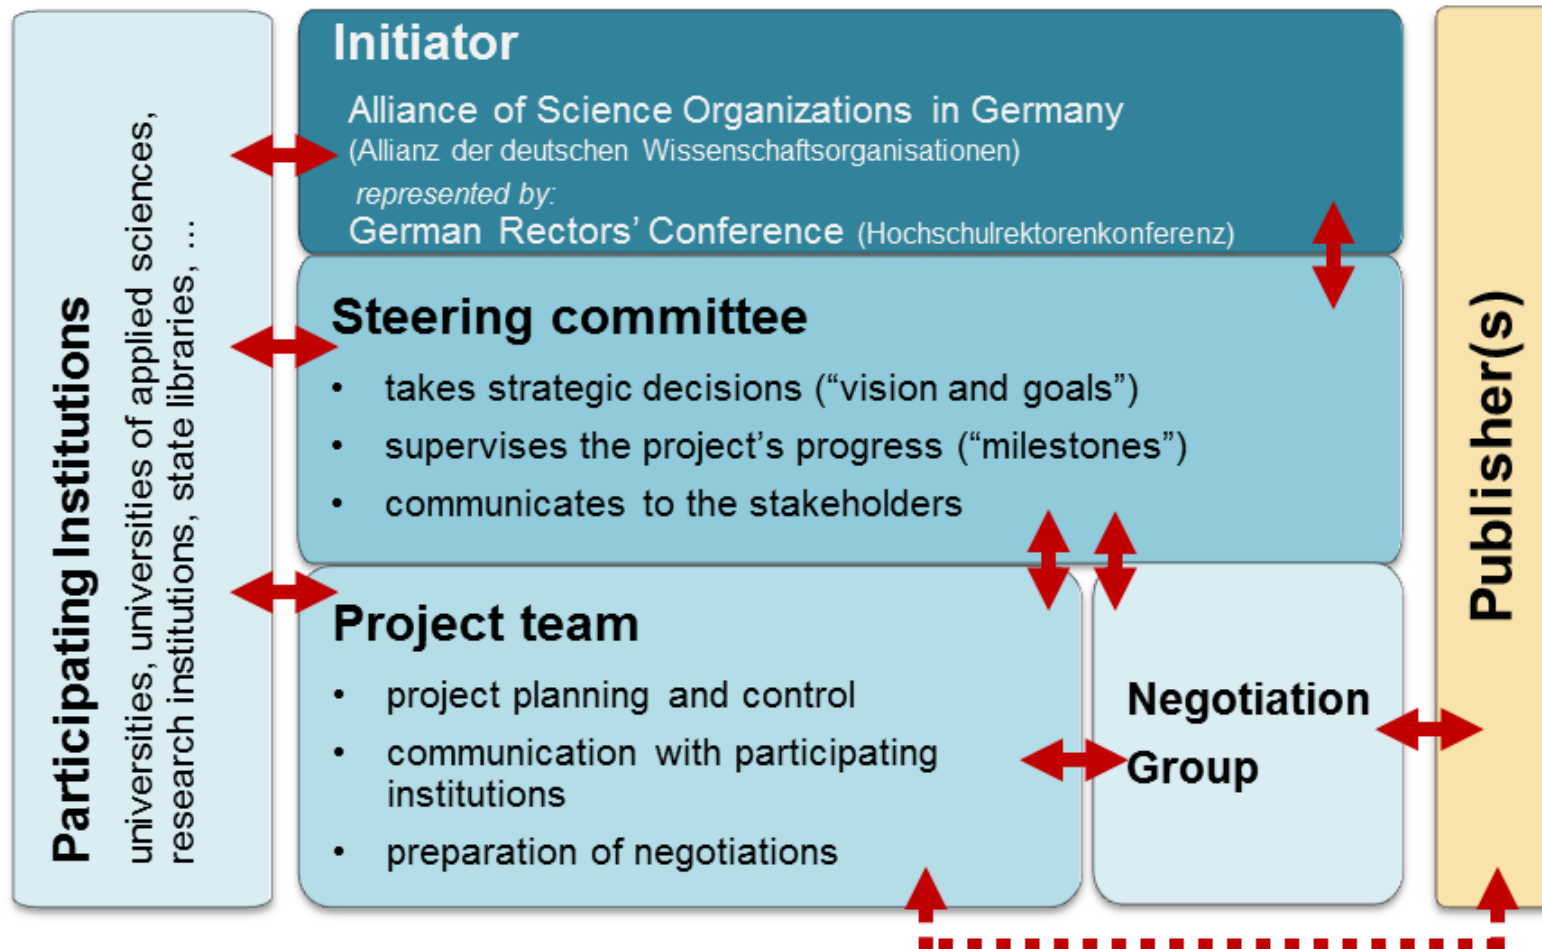 Participating Institutions
universities, universities of applied sciences,
research institutions, state libraries, ...
Initiator
Alliance of Science Organizations in Germany
(Allianz der deutschen Wissenschaftsorganisationen)
represented by:
German Rectors’ Conference (Hochschulrektorenkonferenz)
Steering committee
• takes strategic decisions (“vision and goals”)
• supervises the project’s progress (“milestones”)
• communicates to the stakeholders
Project team
• project planning and control
• communication with participating
institutions
• preparation of negotiations
Negotiation
Group
Publisher(s)